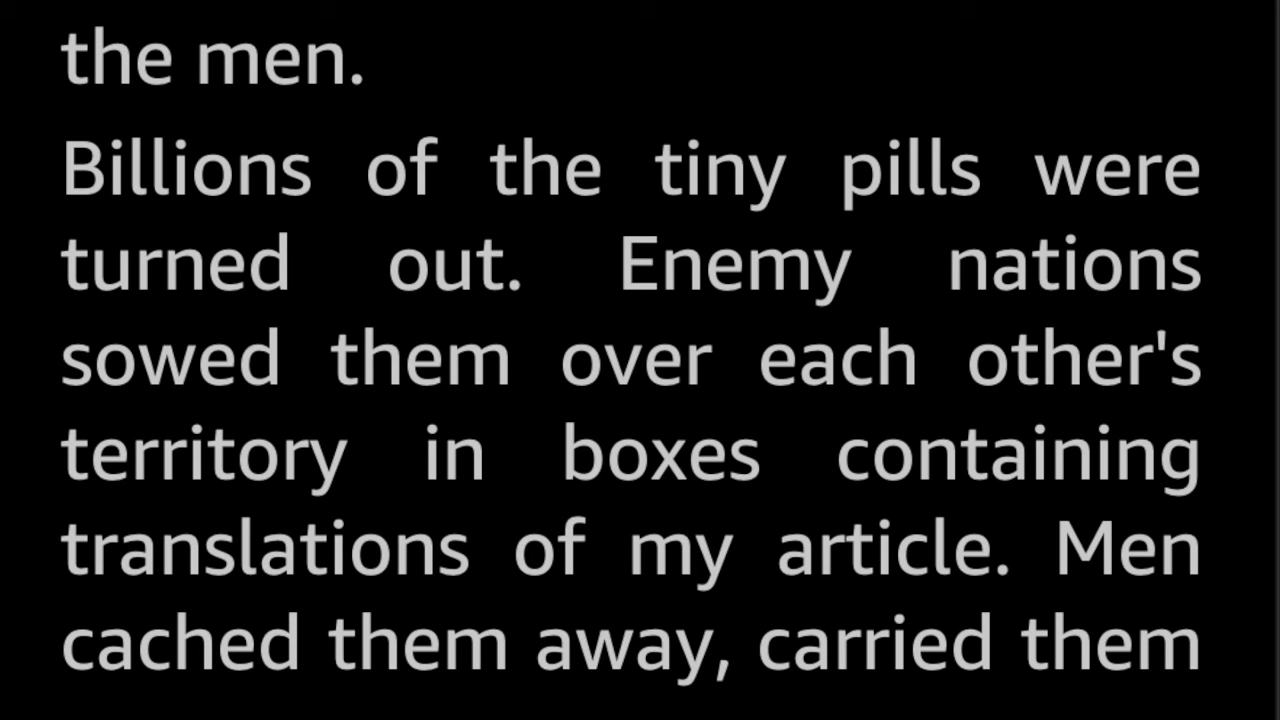 the men.
Billions of the tiny pills were
turned out. Enemy nations
sowed them over each other's
territory in boxes containing
translations of my article. Men
cached them away, carried them